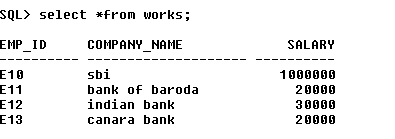 SQL> select *from works;
EMP_ID COMPANY_NAME SALARY
---------- -------------------- ----------
E10 sbi 1000000
E11 bank of baroda 20000
E12 indian bank 30000
E13 canara bank 20000